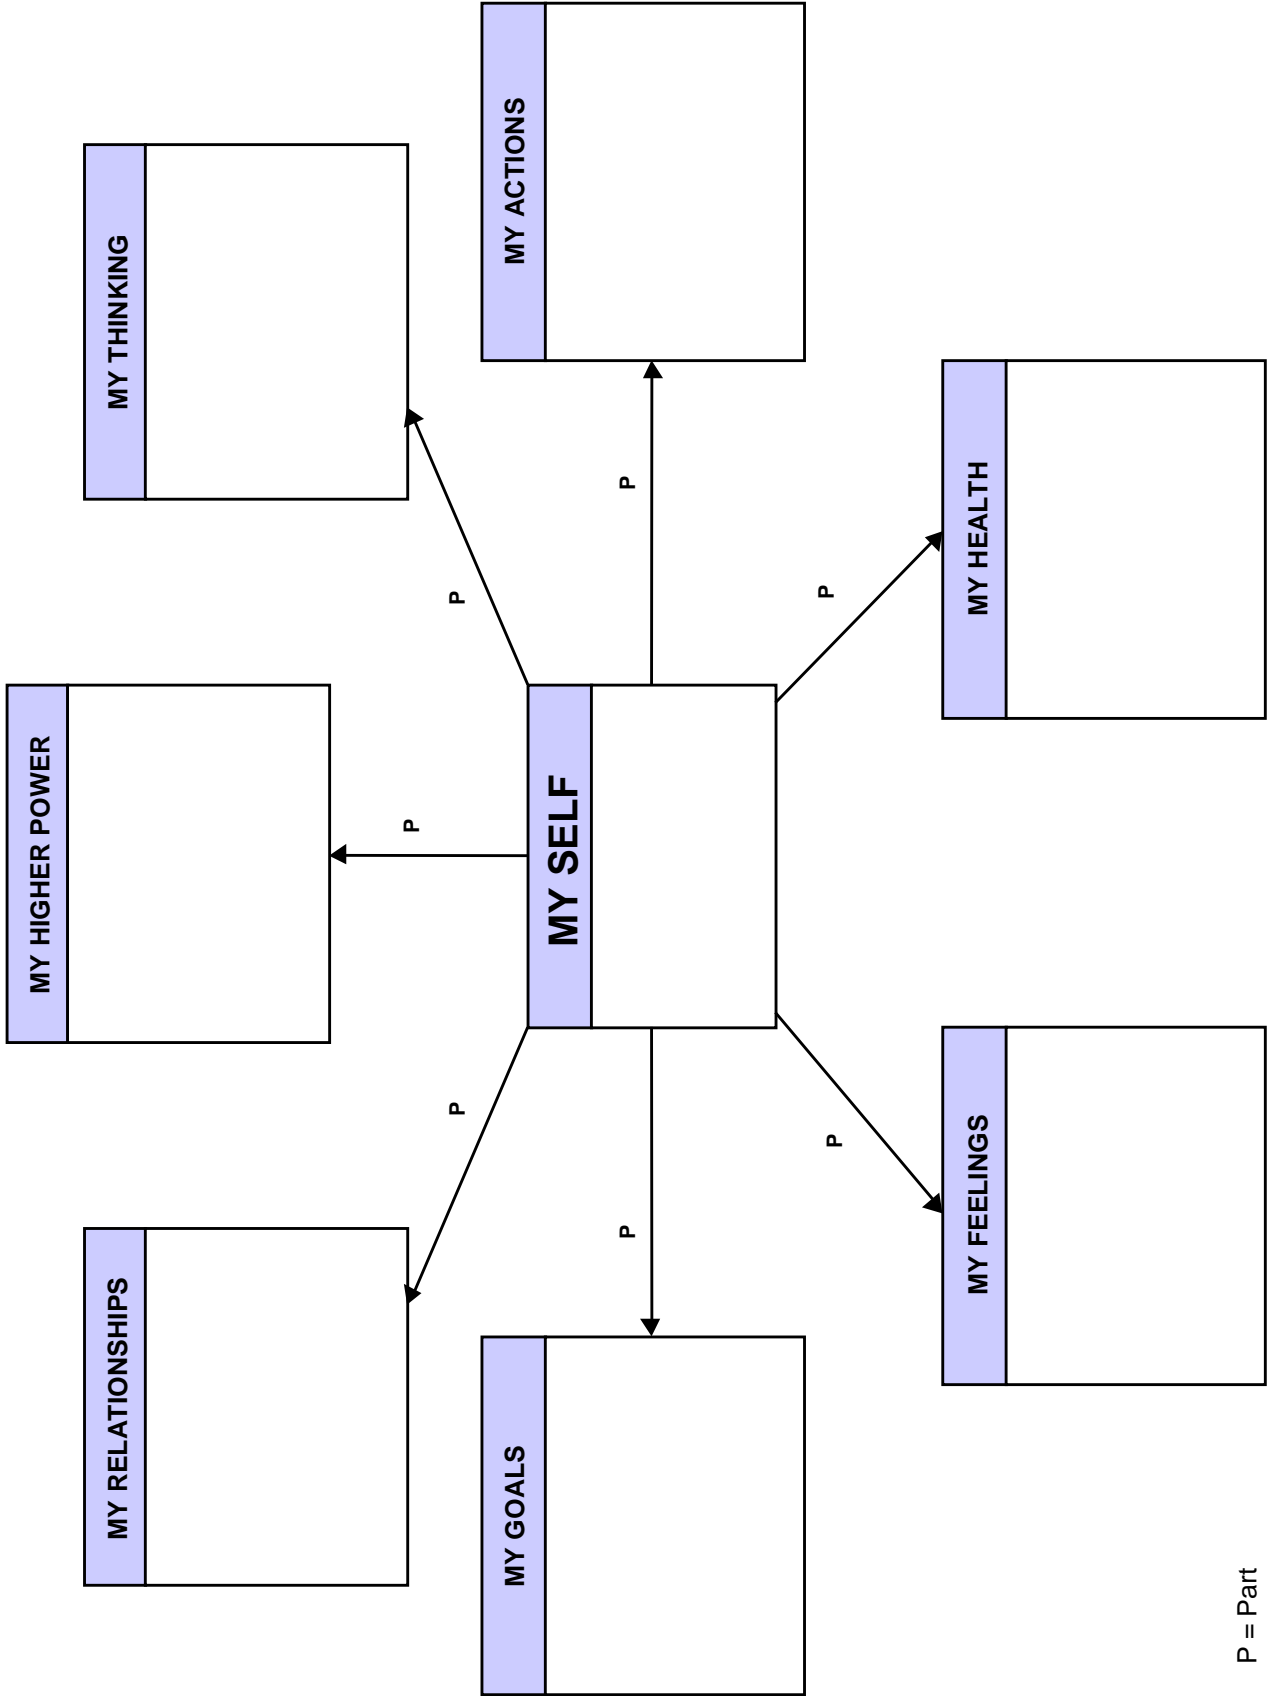 MY HIGHER POWER
MY RELATIONSHIPS
MY THINKING
P
P
P
MY GOALS
P
MY SELF
P
MY ACTIONS
P
P
MY FEELINGS
MY HEALTH
P = Part